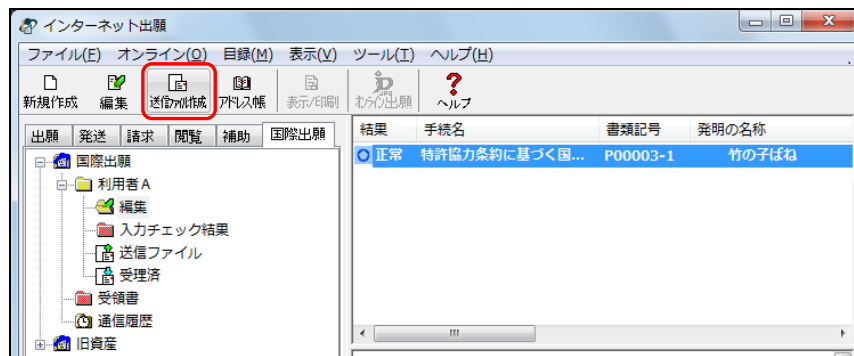 インターネット出願
ファイル(F) オンライン(O) 目録(M) 表示(V) ツール(T) ヘルプ(H)
新規作成 編集 送信ファイル作成 アドレス帳 表示/印刷 オンライン出願 ヘルプ
出願 発送 請求 閲覧 補助 国際出願
国際出願
利用者A
編集
入力チェック結果
送信ファイル
受理済
受領書
通信履歴
旧資産
結果 手続名 書類記号 発明の名称
正常 特許協力条約に基づく国... P00003-1 竹の子ばね